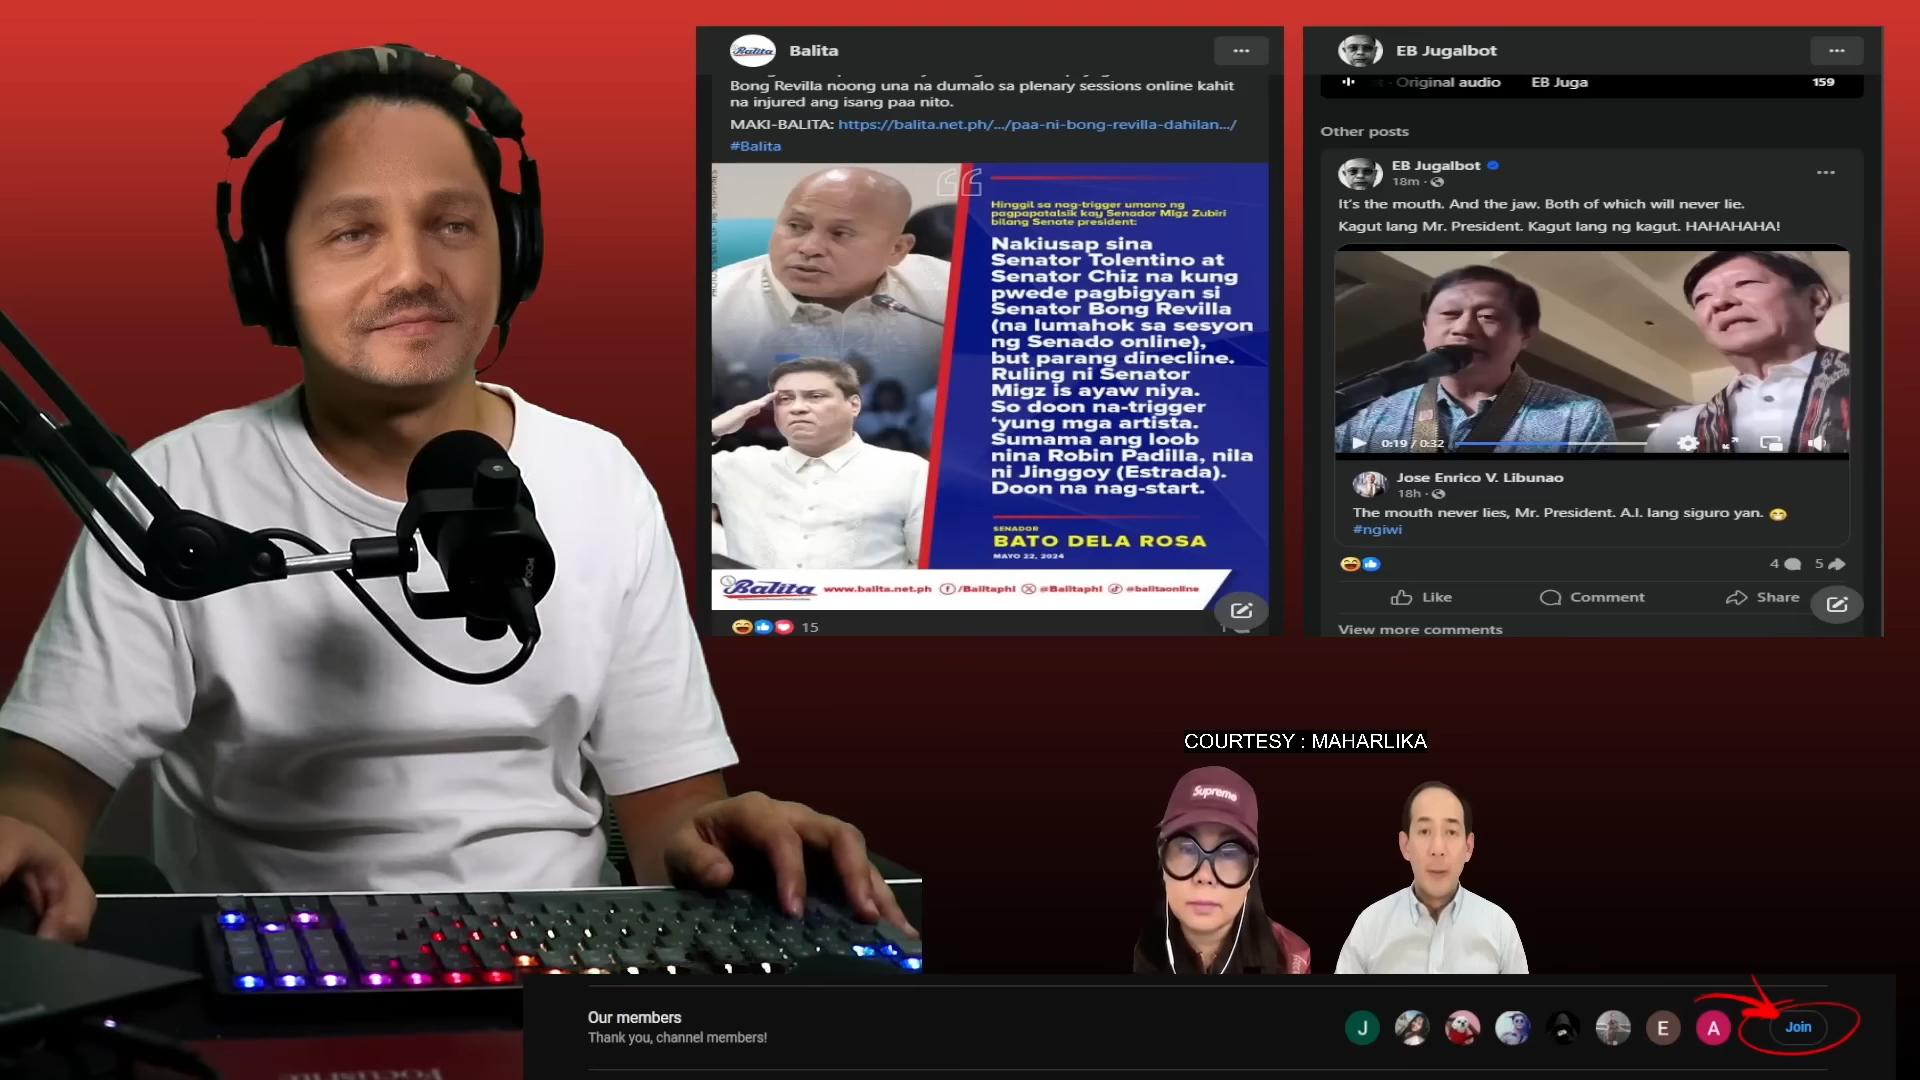 Balita
Bong Revilla noong una na dumalo sa plenary sessions online kahit
na injured ang isang paa nito.
MAKI-BALITA: https://balita.net.ph/.../paa-ni-bong-revilla-dahilan.../
#Balita
Hinggil sa nag-trigger umano ng
pagpapatalsik kay Senador Migz Zubiri
bilang Senate president:
Nakiusap sina
Senator Tolentino at
Senator Chiz na kung
pwede pagbigyan si
Senator Bong Revilla
(na lumahok sa sesyon
ng Senado online),
but parang dinecline.
Ruling ni Senator
Migz is ayaw niya.
So doon na-trigger
'yung mga artista.
Sumama ang loob
nina Robin Padilla, nila
ni Jinggoy (Estrada).
Doon na nag-start.
SENADOR
BATO DELA ROSA
MAYO 22, 2024
Balita www.balita.net.ph /Balitaphl @Balitaphl @balitaonline
15
EB Jugalbot
Original audio EB Juga 159
Other posts
EB Jugalbot
18m
It's the mouth. And the jaw. Both of which will never lie.
Kagut lang Mr. President. Kagut lang ng kagut. HAHAHAHA!
0:19 / 0:32
Jose Enrico V. Libunao
18h
The mouth never lies, Mr. President. A.I. lang siguro yan.
#ngiwi
4 5
Like Comment Share
View more comments
COURTESY : MAHARLIKA
Supreme
Our members
Thank you, channel members!
J E A Join